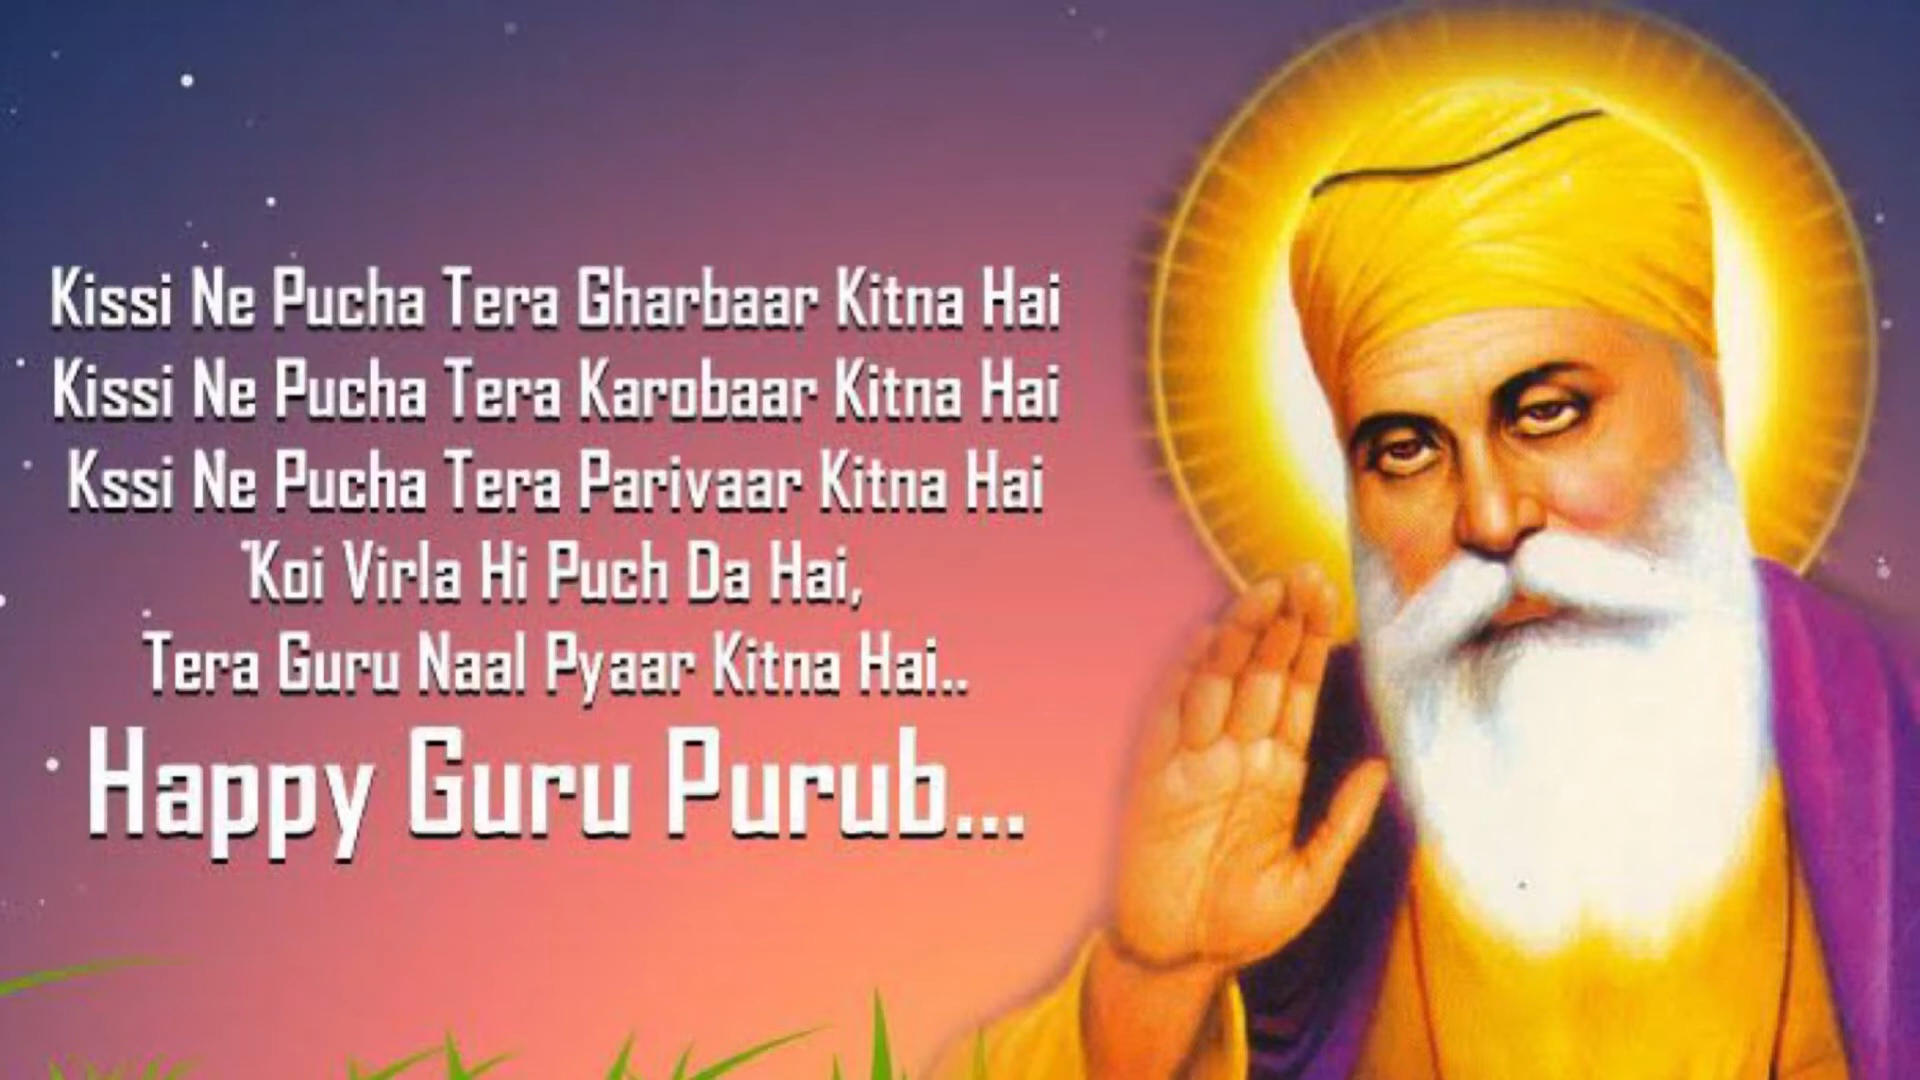 Kissi Ne Pucha Tera Gharbaar Kitna Hai
Kissi Ne Pucha Tera Karobaar Kitna Hai
Kssi Ne Pucha Tera Parivaar Kitna Hai
Koi Virla Hi Puch Da Hai,
Tera Guru Naal Pyaar Kitna Hai..
Happy Guru Purub...